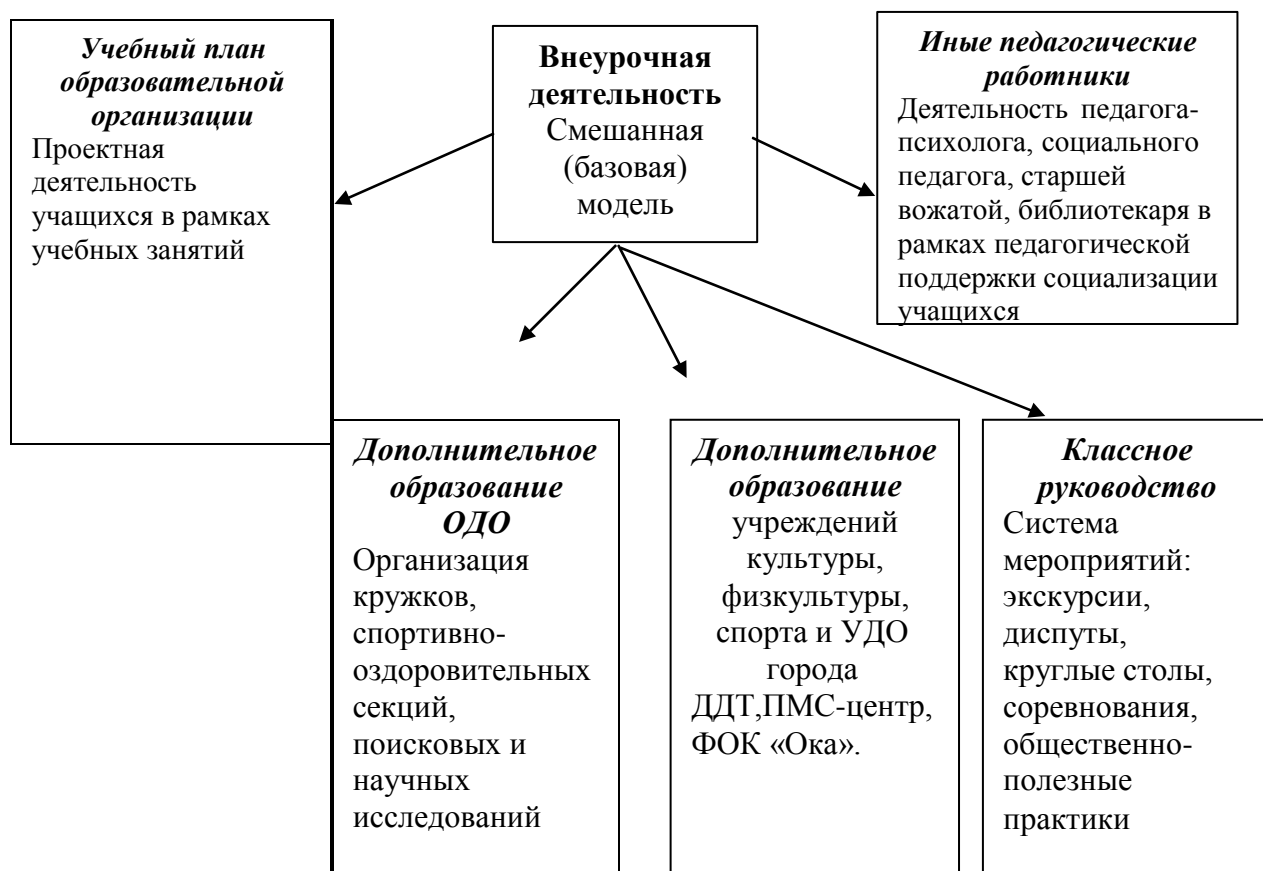 Учебный план
образовательной
организации
Проектная
деятельность
учащихся в рамках
учебных занятий
Внеурочная
деятельность
Смешанная
(базовая)
модель
Иные педагогические
работники
Деятельность педагога-
психолога, социального
педагога, старшей
вожатой, библиотекаря в
рамках педагогической
поддержки социализации
учащихся
Дополнительное
образование
ОДО
Организация
кружков,
спортивно-
оздоровительных
секций,
поисковых и
научных
исследований
Дополнительное
образование
учреждений
культуры,
физкультуры,
спорта и УДО
города
ДДТ,ПМС-центр,
ФОК «Ока».
Классное
руководство
Система
мероприятий:
экскурсии,
диспуты,
круглые столы,
соревнования,
общественно-
полезные
практики